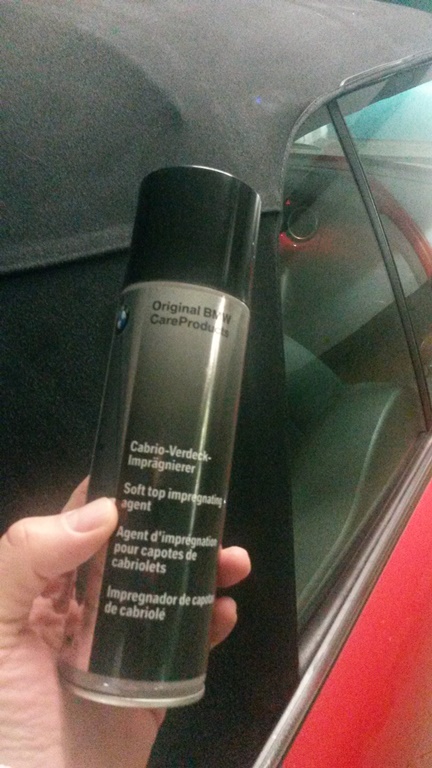 Original BMW
CareProducts
Cabrio-Verdeck-
Imprägnierer
Soft top impregnating
agent
Agent d'imprégnation
pour capotes de
cabriolets
Impregnador de capotas
de cabriolé